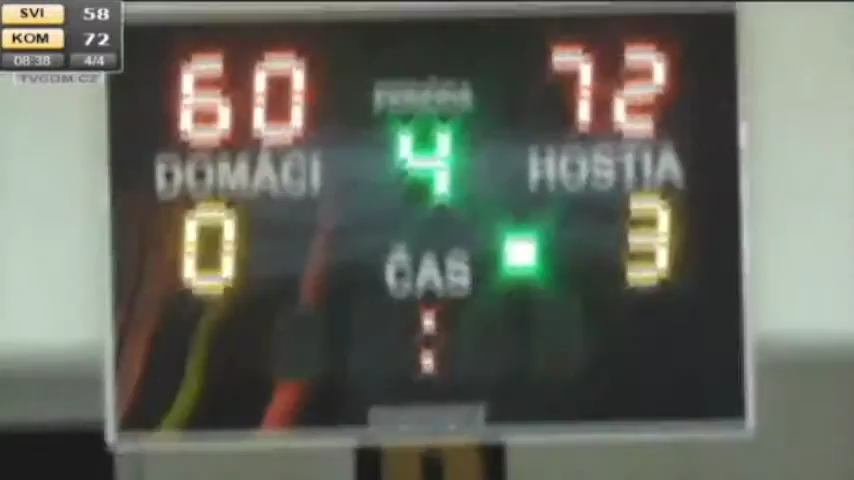 SVI 58
KOM 72
08:38 4/4
TVCOM.CZ
60 72
4
DOMÁCI HOSTIA
0 3
ČAS
: